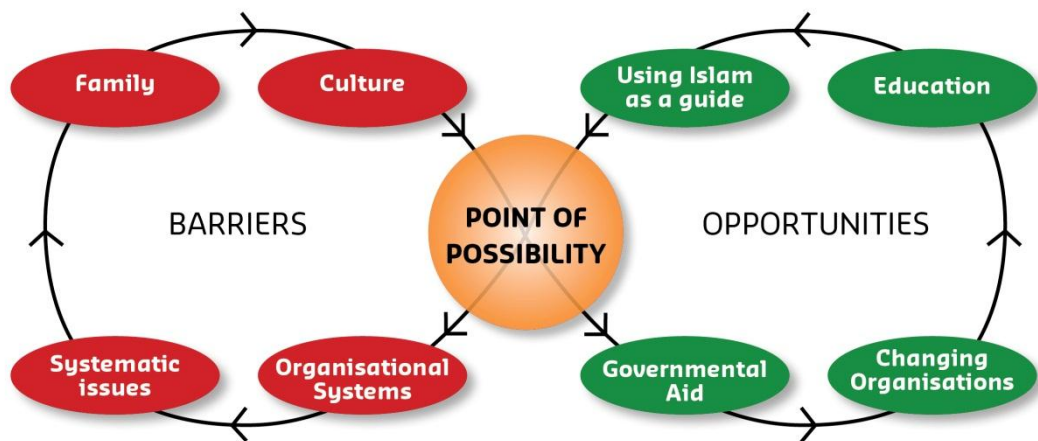 Family
Culture
Using Islam
as a guide
Education
BARRIERS
POINT OF
POSSIBILITY
OPPORTUNITIES
Systematic
issues
Organisational
Systems
Governmental
Aid
Changing
Organisations